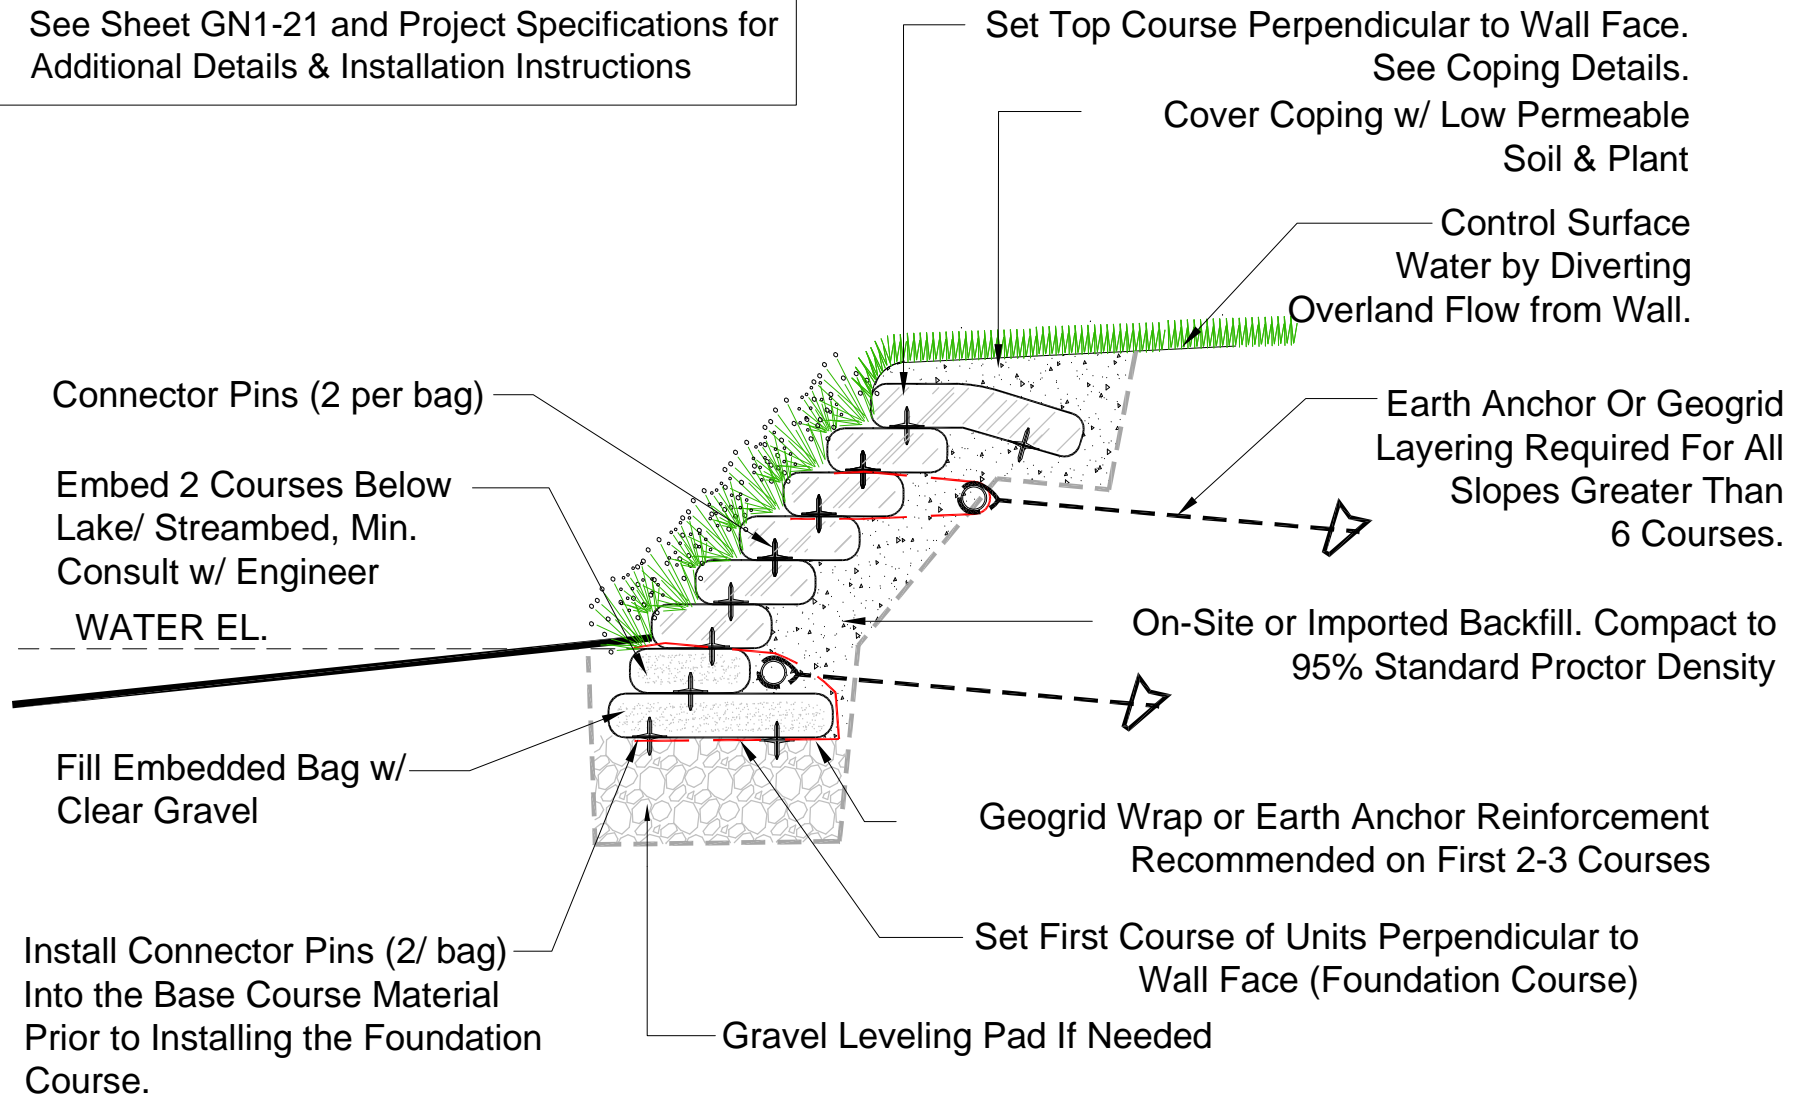 See Sheet GN1-21 and Project Specifications for
Additional Details & Installation Instructions
Set Top Course Perpendicular to Wall Face.
See Coping Details.
Cover Coping w/ Low Permeable
Soil & Plant
Control Surface
Water by Diverting
Overland Flow from Wall.
Connector Pins (2 per bag)
Earth Anchor Or Geogrid
Layering Required For All
Slopes Greater Than
6 Courses.
Embed 2 Courses Below
Lake/ Streambed, Min.
Consult w/ Engineer
WATER EL.
On-Site or Imported Backfill. Compact to
95% Standard Proctor Density
Fill Embedded Bag w/
Clear Gravel
Geogrid Wrap or Earth Anchor Reinforcement
Recommended on First 2-3 Courses
Install Connector Pins (2/ bag)
Into the Base Course Material
Prior to Installing the Foundation
Course.
Set First Course of Units Perpendicular to
Wall Face (Foundation Course)
Gravel Leveling Pad If Needed